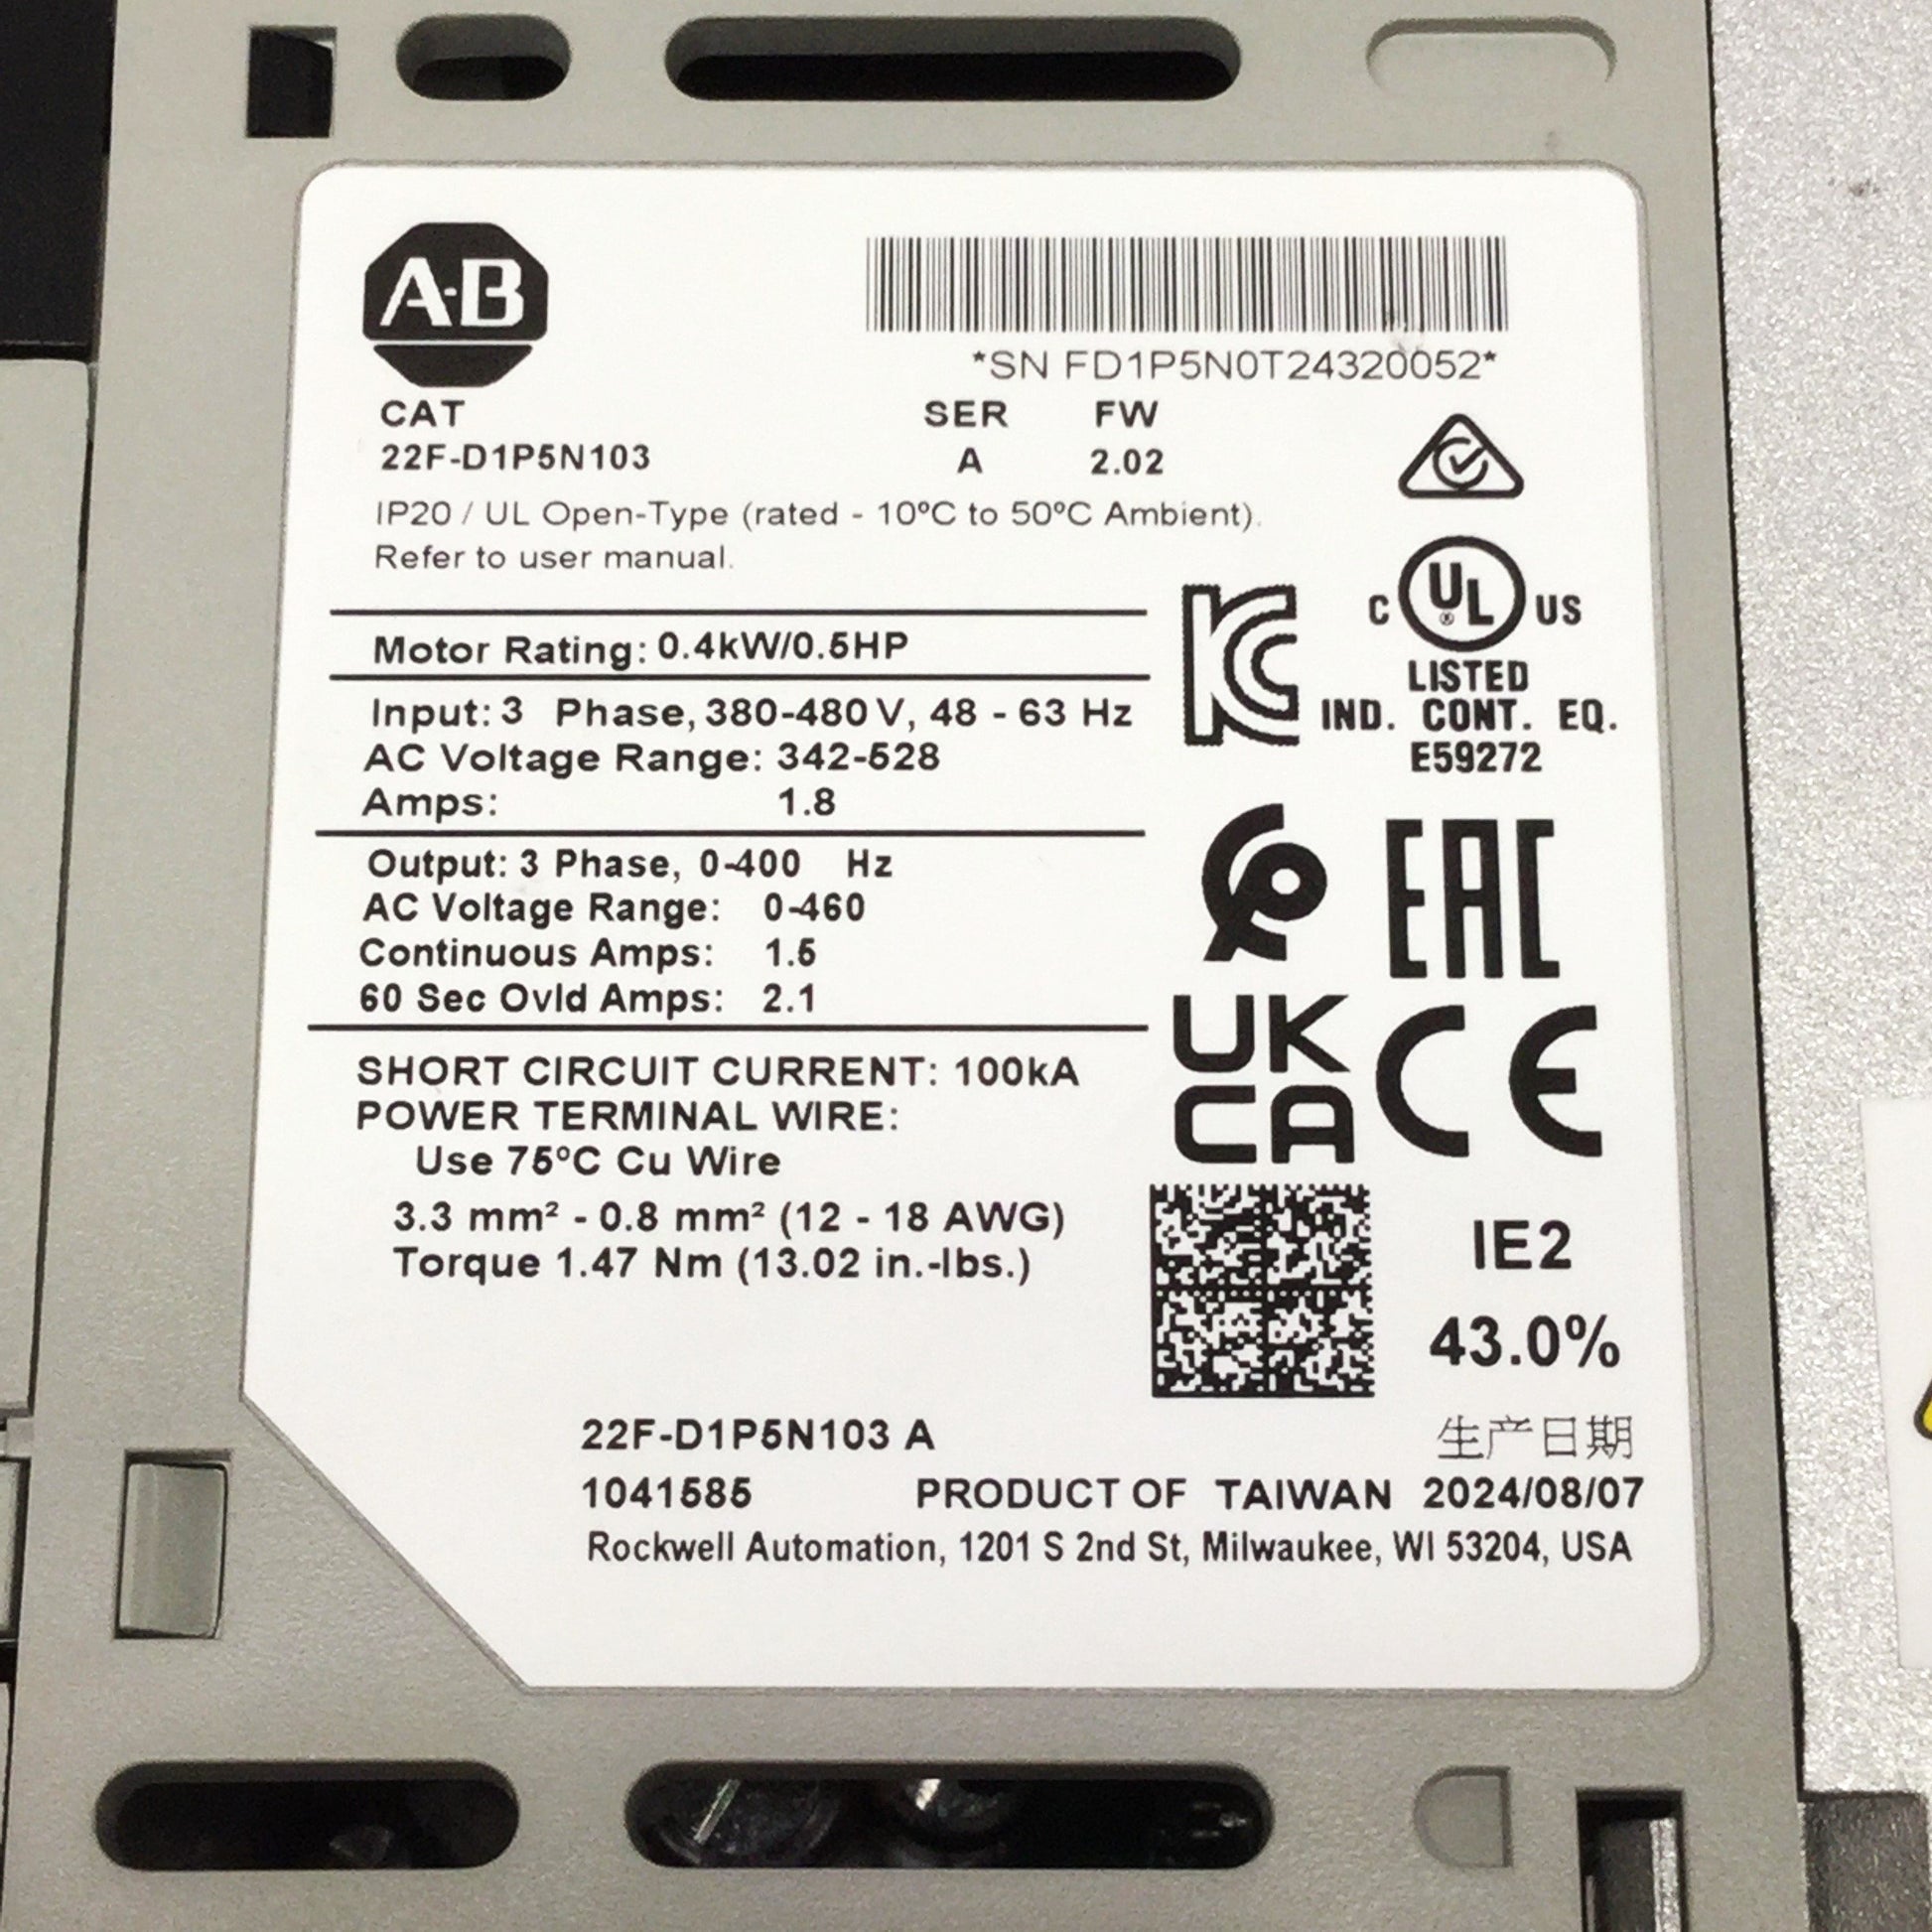 A-B
*SN FD1P5N0T24320052*
CAT SER FW
22F-D1P5N103 A 2.02
IP20 / UL Open-Type (rated - 10°C to 50°C Ambient).
Refer to user manual.
C UL ® US
LISTED
IND. CONT. EQ.
E59272
Motor Rating: 0.4kW/0.5HP
Input: 3 Phase, 380-480 V, 48 - 63 Hz
AC Voltage Range: 342-528
Amps: 1.8
Output: 3 Phase, 0-400 Hz
AC Voltage Range: 0-460
Continuous Amps: 1.5
60 Sec Ovld Amps: 2.1
KC
EAC
UK
CA
CE
SHORT CIRCUIT CURRENT: 100kA
POWER TERMINAL WIRE:
Use 75°C Cu Wire
3.3 mm² - 0.8 mm² (12 - 18 AWG)
Torque 1.47 Nm (13.02 in.-lbs.)
IE2
43.0%
22F-D1P5N103 A 生产日期
1041585 PRODUCT OF TAIWAN 2024/08/07
Rockwell Automation, 1201 S 2nd St, Milwaukee, WI 53204, USA